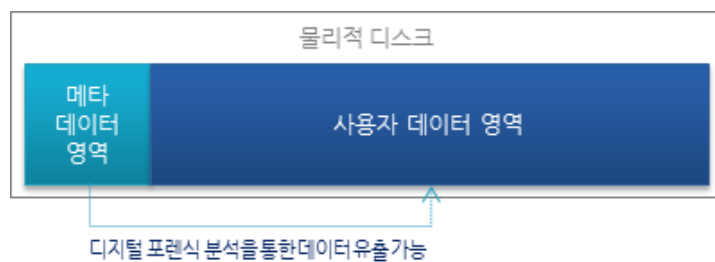 물리적 디스크
메타
데이터
영역
사용자 데이터 영역
디지털 포렌식 분석을 통한 데이터 유출 가능